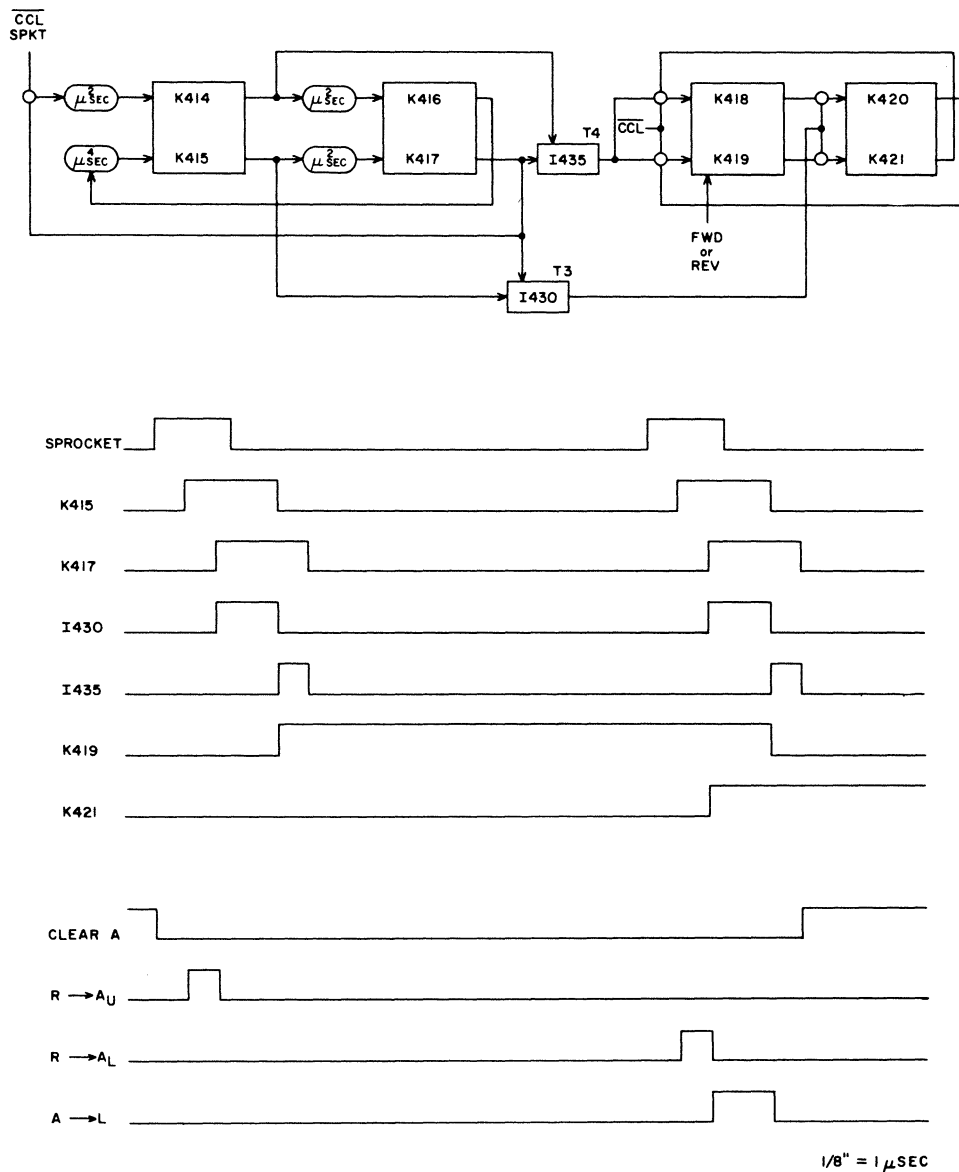 C̅C̅L̅
SPKT
2
µSEC
K414
2
µSEC
K416
K418
K420
4
µSEC
K415
2
µSEC
K417
T4
I435
C̅C̅L̅
K419
K421
FWD
or
REV
T3
I430
SPROCKET
K415
K417
I430
I435
K419
K421
CLEAR A
R → AU
R → AL
A → L
1/8" = 1 µSEC